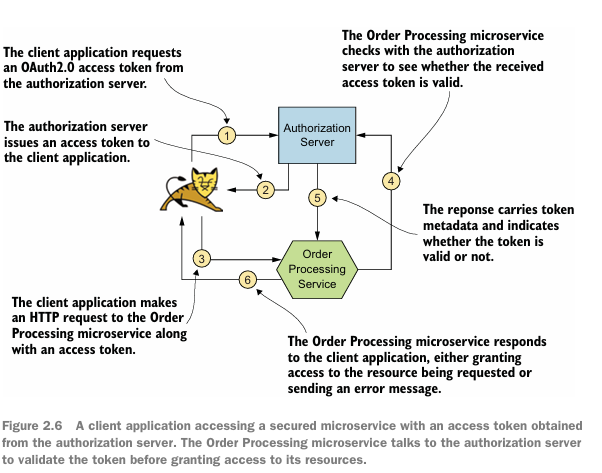 The client application requests
an OAuth2.0 access token from
the authorization server.
The Order Processing microservice
checks with the authorization
server to see whether the received
access token is valid.
The authorization server
issues an access token to
the client application.
1
Authorization
Server
2
4
5
The reponse carries token
metadata and indicates
whether the token is
valid or not.
3
Order
Processing
Service
6
The client application makes
an HTTP request to the Order
Processing microservice along
with an access token.
The Order Processing microservice responds
to the client application, either granting
access to the resource being requested or
sending an error message.
Figure 2.6 A client application accessing a secured microservice with an access token obtained
from the authorization server. The Order Processing microservice talks to the authorization server
to validate the token before granting access to its resources.